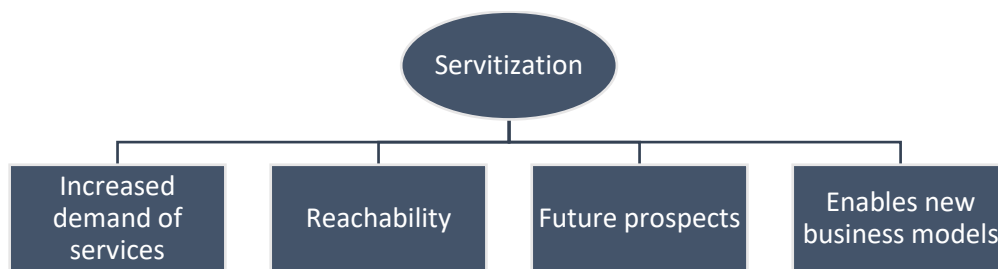 Servitization
Increased
demand of
services
Reachability
Future prospects
Enables new
business models